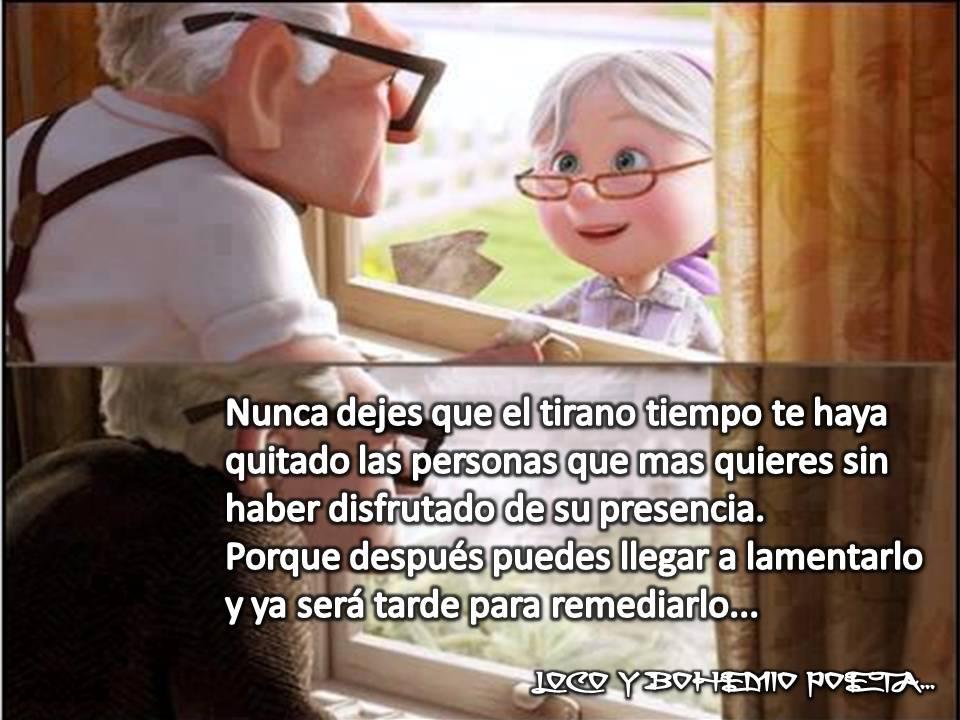 Nunca dejes que el tirano tiempo te haya
quitado las personas que mas quieres sin
haber disfrutado de su presencia.
Porque después puedes llegar a lamentarlo
y ya será tarde para remediarlo...
LOCO Y BOHEMIO POETA...